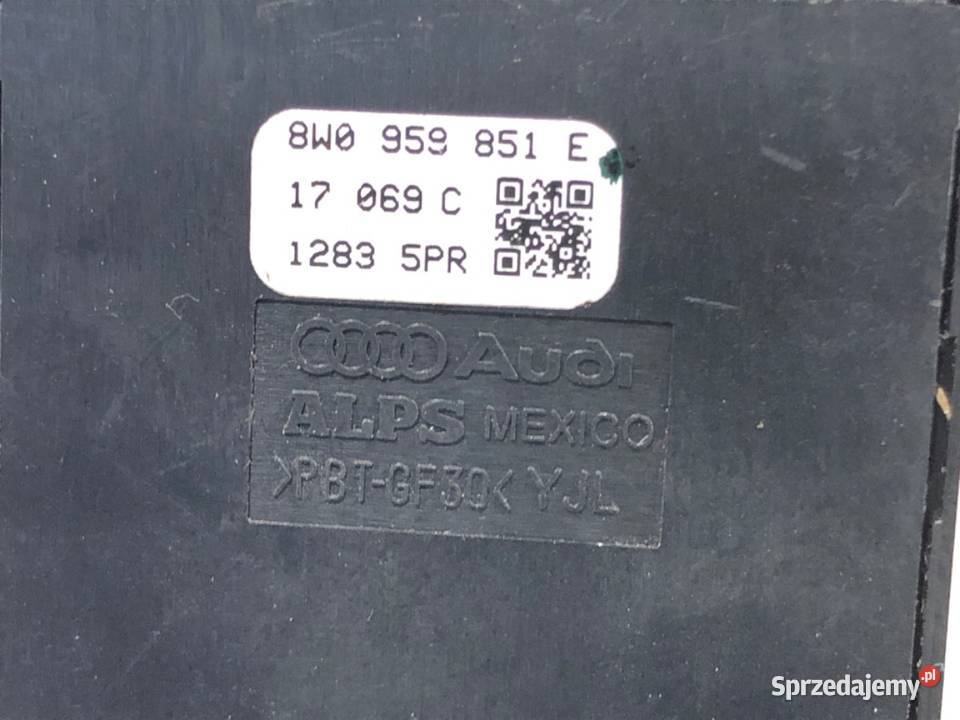 8W0 959 851 E
17 069 C
1283 5PR
Audi
ALPS MEXICO
>PBT-GF30< YJL
Sprzedajemy.pl